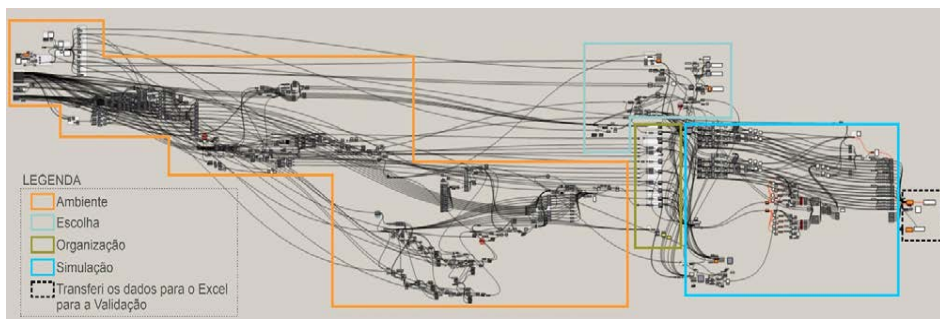 LEGENDA
Ambiente
Escolha
Organização
Simulação
Transferi os dados para o Excel
para a Validação